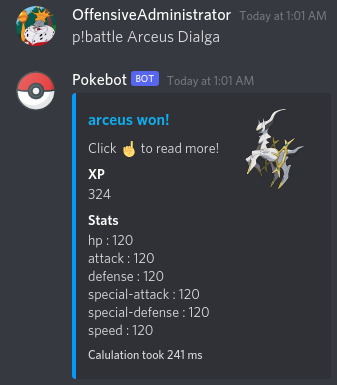 OffensiveAdministrator Today at 1:01 AM
p!battle Arceus Dialga
Pokebot BOT Today at 1:01 AM
arceus won!
Click ☝ to read more!
XP
324
Stats
hp : 120
attack : 120
defense : 120
special-attack : 120
special-defense : 120
speed : 120
Calulation took 241 ms